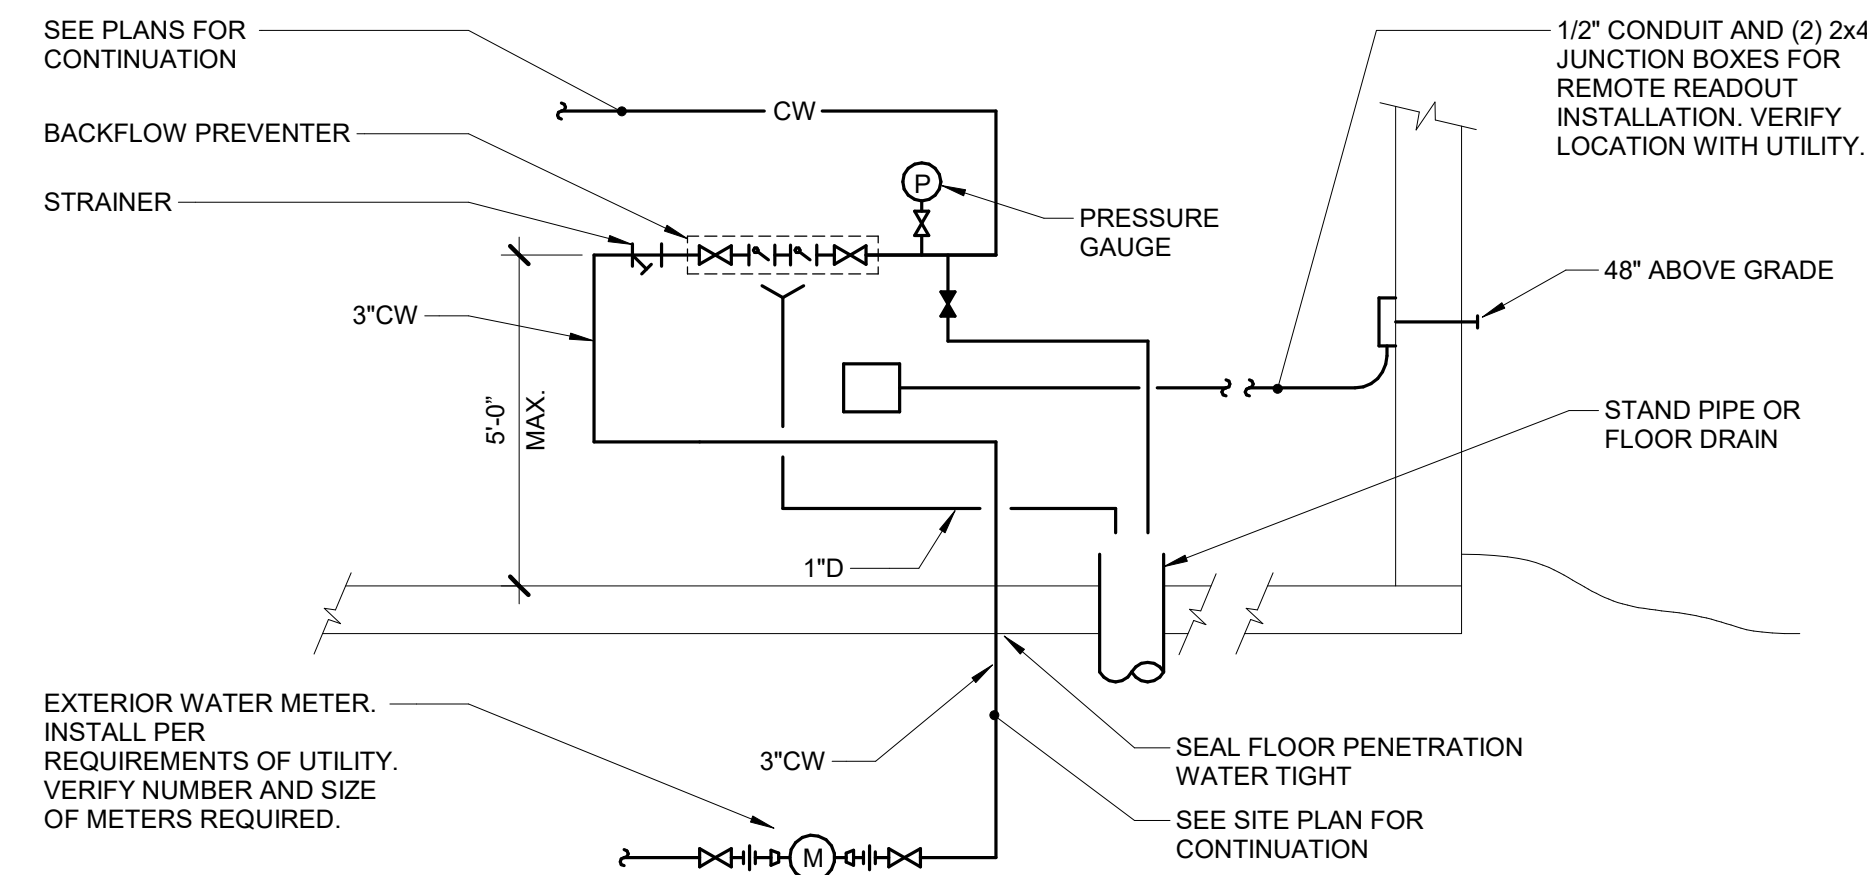 SEE PLANS FOR
CONTINUATION
BACKFLOW PREVENTER
STRAINER
CW
P
PRESSURE
GAUGE
1/2" CONDUIT AND (2) 2x4
JUNCTION BOXES FOR
REMOTE READOUT
INSTALLATION. VERIFY
LOCATION WITH UTILITY.
48" ABOVE GRADE
3"CW
5'-0"
MAX.
STAND PIPE OR
FLOOR DRAIN
1"D
EXTERIOR WATER METER.
INSTALL PER
REQUIREMENTS OF UTILITY.
VERIFY NUMBER AND SIZE
OF METERS REQUIRED.
3"CW
SEAL FLOOR PENETRATION
WATER TIGHT
SEE SITE PLAN FOR
CONTINUATION
M